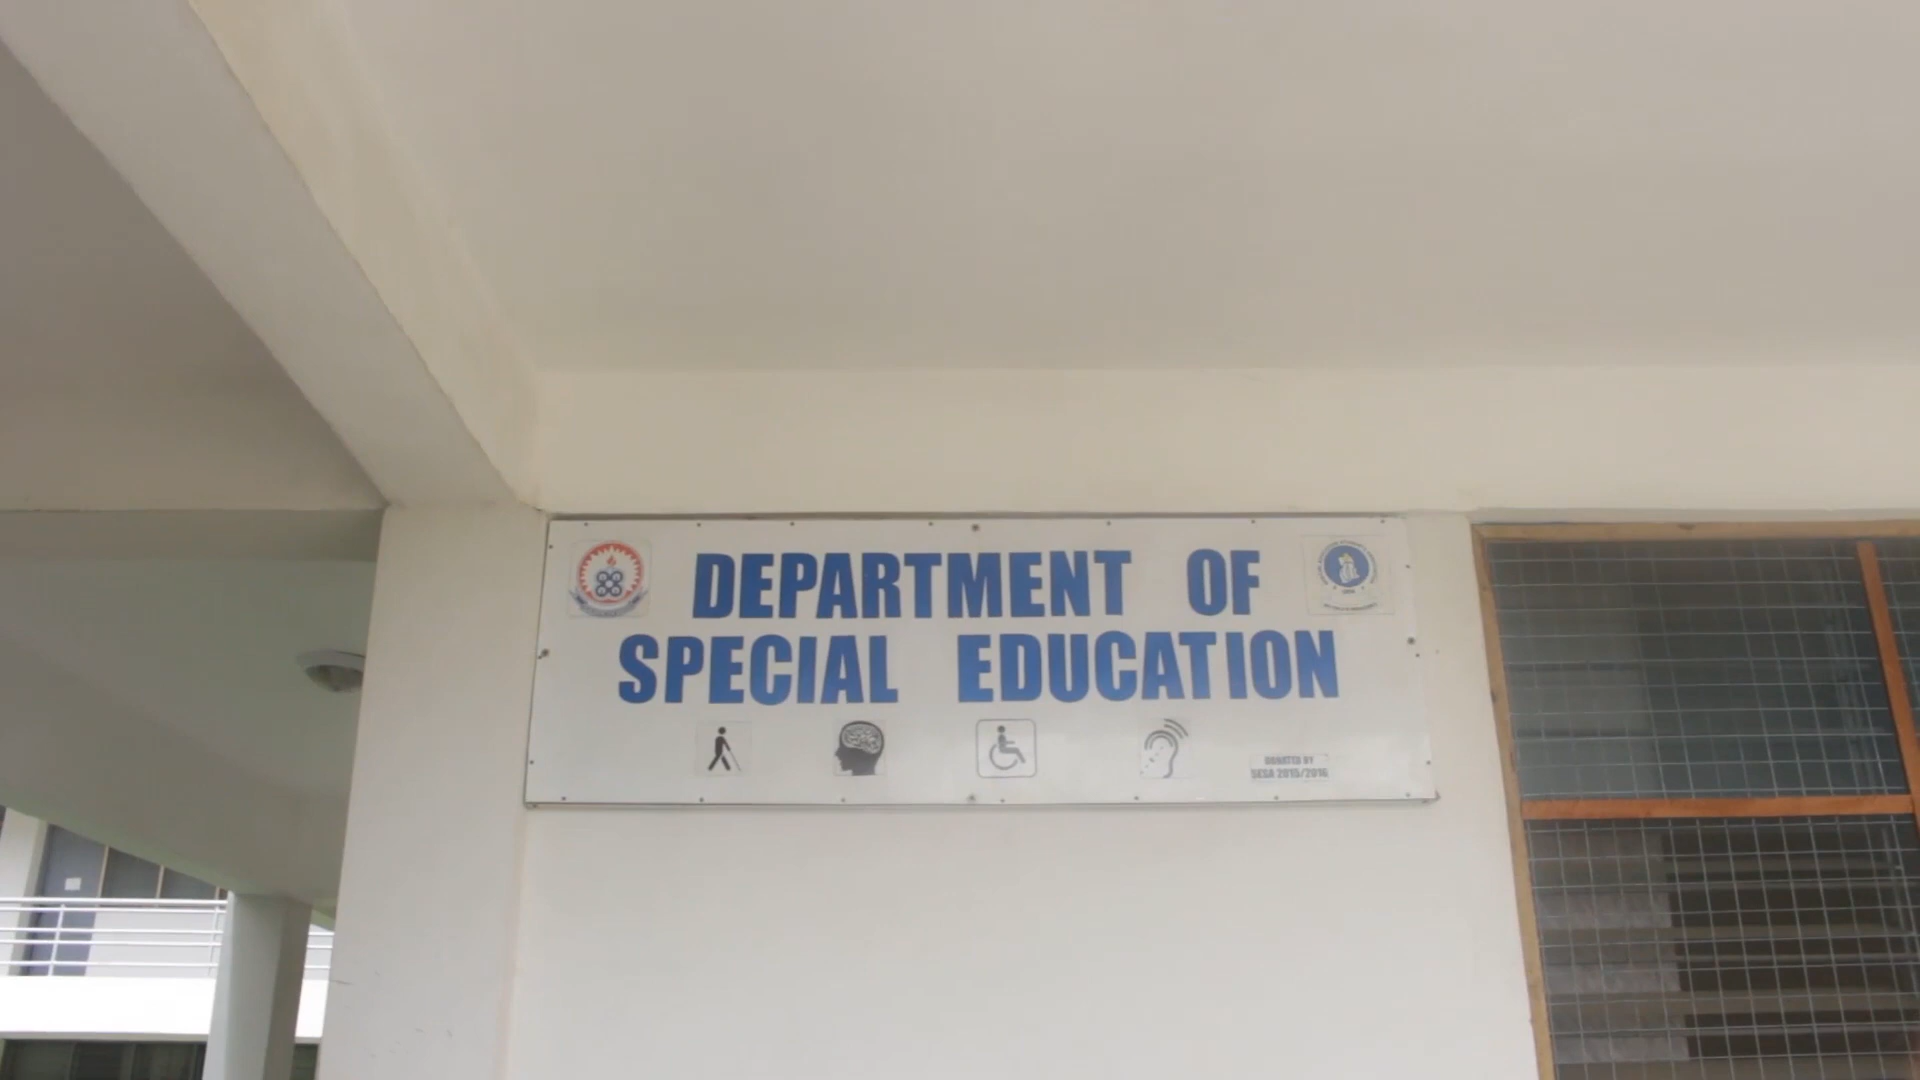 DEPARTMENT OF
SPECIAL EDUCATION
DONATED BY
SESA 2015/2016